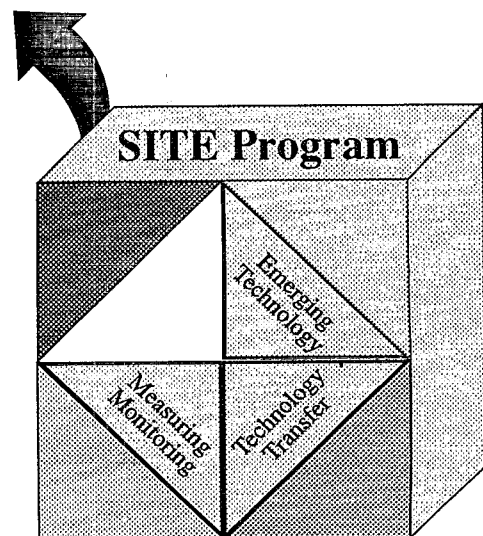 SITE Program
Emerging
Technology
Measuring
Monitoring
Technology
Transfer